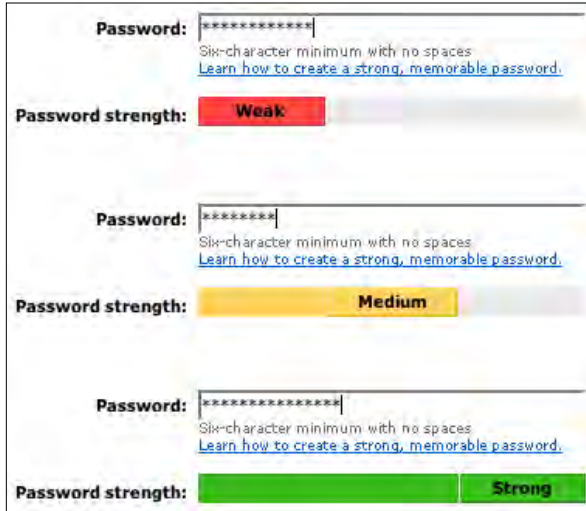 Password: ************
Six-character minimum with no spaces
Learn how to create a strong, memorable password.
Password strength: Weak
Password: ********
Six-character minimum with no spaces
Learn how to create a strong, memorable password.
Password strength: Medium
Password: ***************
Six-character minimum with no spaces
Learn how to create a strong, memorable password.
Password strength: Strong